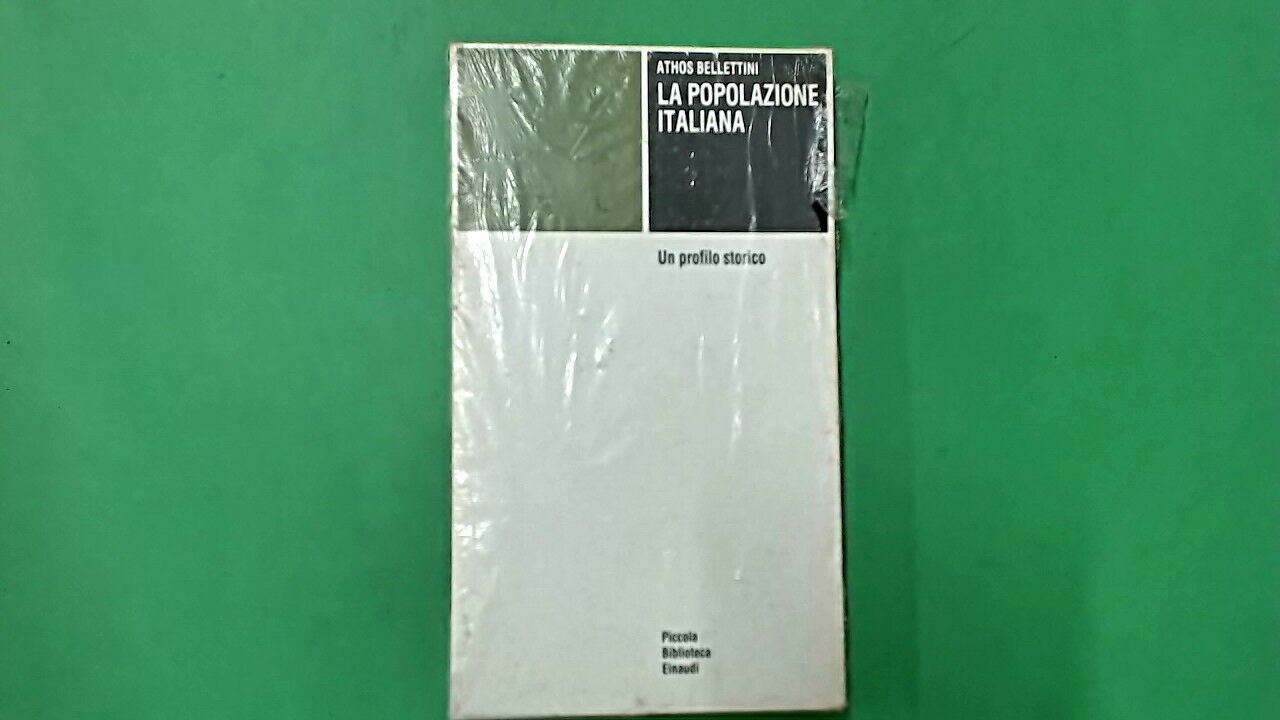 ATHOS BELLETTINI
LA POPOLAZIONE
ITALIANA
Un profilo storico
Piccola
Biblioteca
Einaudi